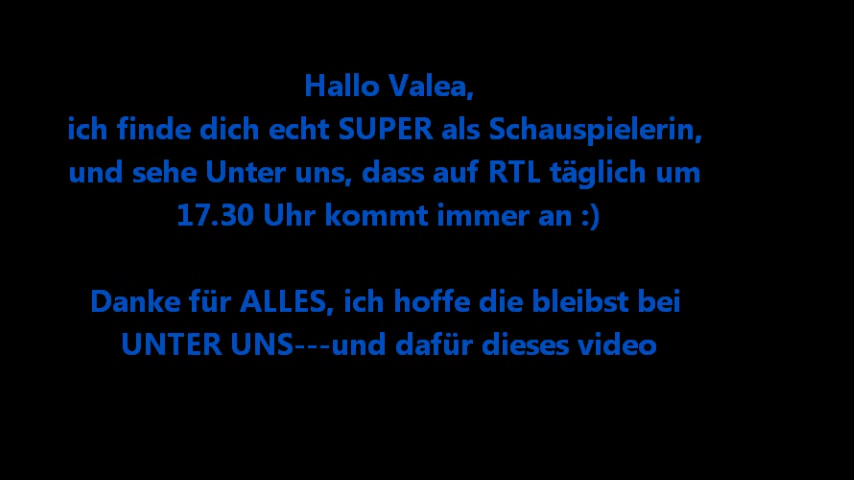 Hallo Valea,
ich finde dich echt SUPER als Schauspielerin,
und sehe Unter uns, dass auf RTL täglich um
17.30 Uhr kommt immer an :)
Danke für ALLES, ich hoffe die bleibst bei
UNTER UNS---und dafür dieses video